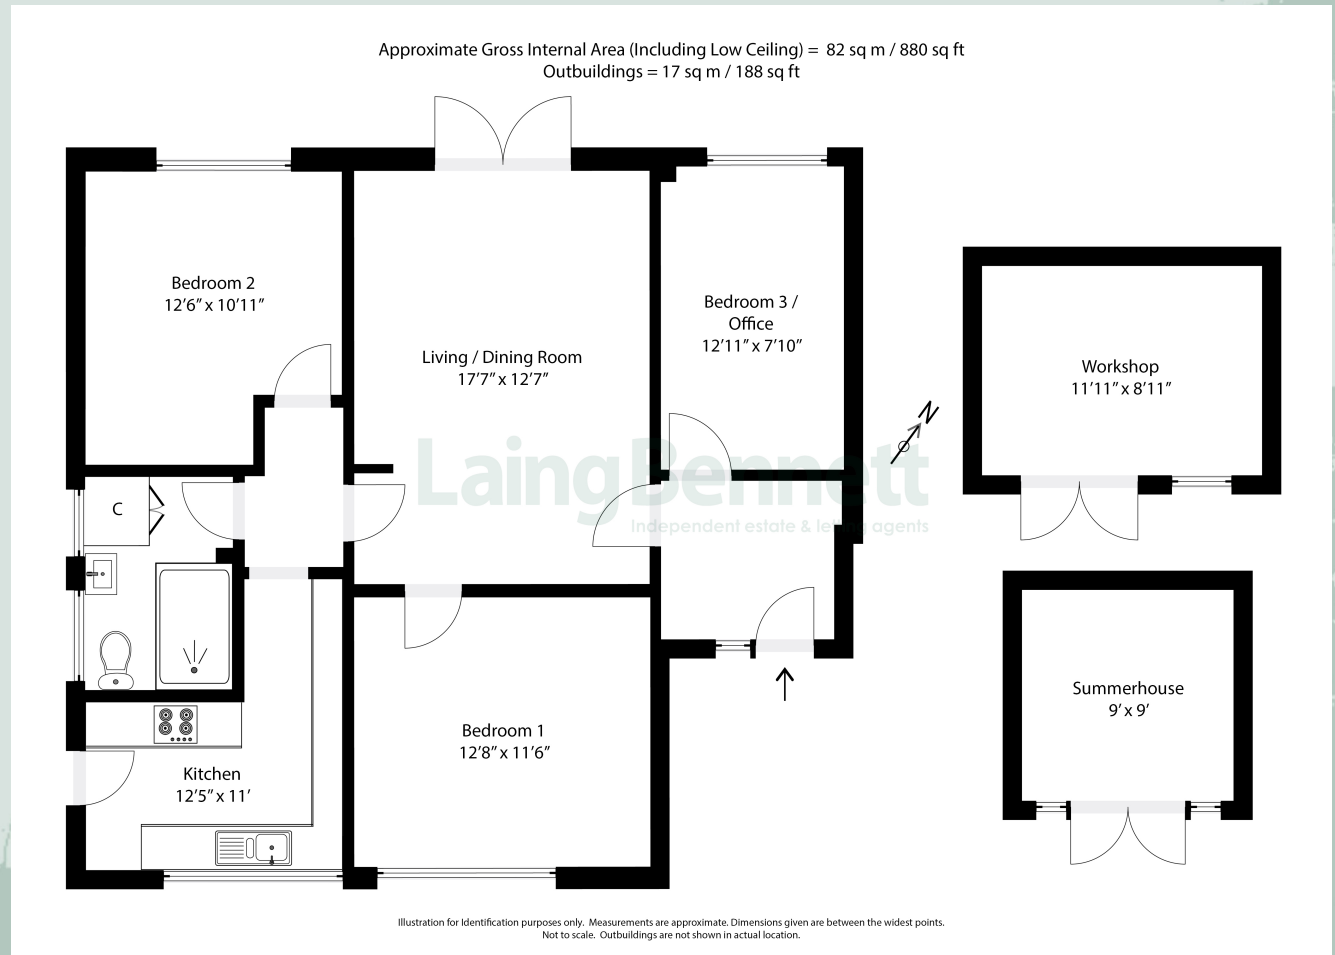 Approximate Gross Internal Area (Including Low Ceiling) = 82 sq m / 880 sq ft
Outbuildings = 17 sq m / 188 sq ft
Bedroom 2
12’6” x 10’11”
Bedroom 3 /
Office
12’11” x 7’10”
Living / Dining Room
17’7” x 12’7”
Workshop
11’11” x 8’11”
N
LaingBennett
Independent estate & letting agents
C
Summerhouse
9’ x 9’
Bedroom 1
12’8” x 11’6”
Kitchen
12’5” x 11’
Illustration for Identification purposes only. Measurements are approximate. Dimensions given are between the widest points.
Not to scale. Outbuildings are not shown in actual location.